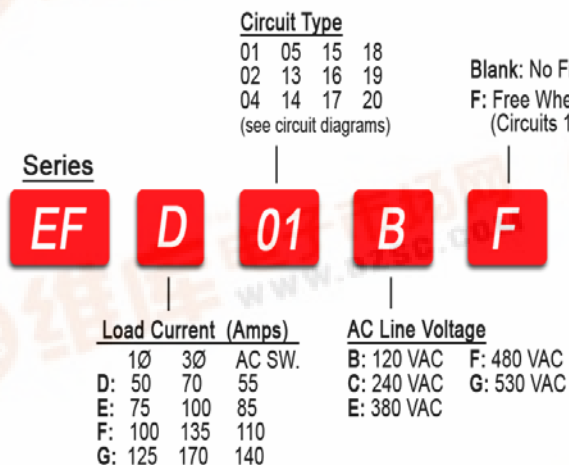 Circuit Type
01 05 15 18
02 13 16 19
04 14 17 20
(see circuit diagrams)
Blank: No
F: Free
(Circuits
Series
EF D 01 B F
Load Current (Amps)
1Ø 3Ø AC SW.
D: 50 70 55
E: 75 100 85
F: 100 135 110
G: 125 170 140
AC Line Voltage
B: 120 VAC F: 480 VAC
C: 240 VAC G: 530 VAC
E: 380 VAC